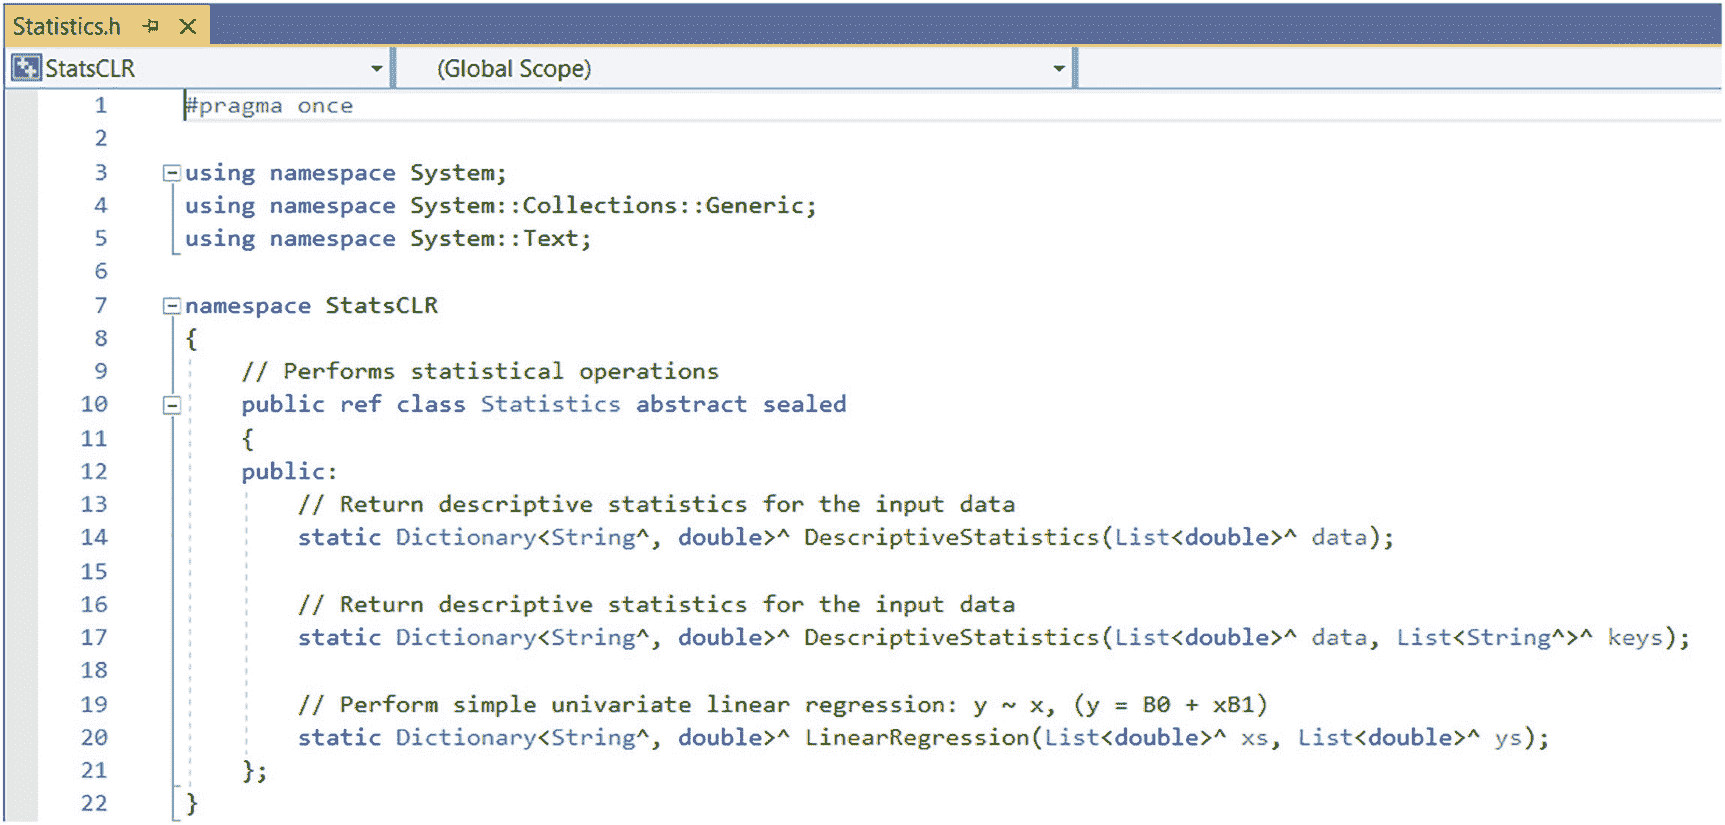 Statistics.h
StatsCLR (Global Scope)
1 #pragma once
2
3 using namespace System;
4 using namespace System::Collections::Generic;
5 using namespace System::Text;
6
7 namespace StatsCLR
8 {
9 // Performs statistical operations
10 public ref class Statistics abstract sealed
11 {
12 public:
13 // Return descriptive statistics for the input data
14 static Dictionary<String^, double>^ DescriptiveStatistics(List<double>^ data);
15
16 // Return descriptive statistics for the input data
17 static Dictionary<String^, double>^ DescriptiveStatistics(List<double>^ data, List<String^>^ keys);
18
19 // Perform simple univariate linear regression: y ~ x, (y = B0 + xB1)
20 static Dictionary<String^, double>^ LinearRegression(List<double>^ xs, List<double>^ ys);
21 };
22 }